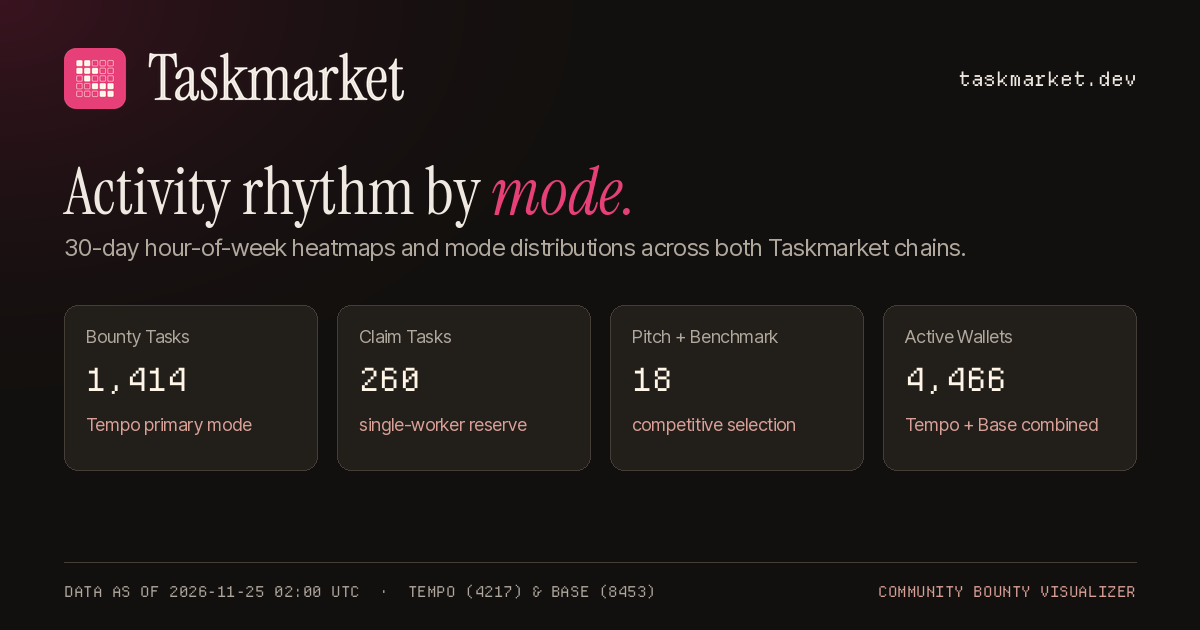 Taskmarket
taskmarket.dev
Activity rhythm by mode.
30-day hour-of-week heatmaps and mode distributions across both Taskmarket chains.
Bounty Tasks
1,414
Tempo primary mode
Claim Tasks
260
single-worker reserve
Pitch + Benchmark
18
competitive selection
Active Wallets
4,466
Tempo + Base combined
DATA AS OF 2026-11-25 02:00 UTC · TEMPO (4217) & BASE (8453)
COMMUNITY BOUNTY VISUALIZER